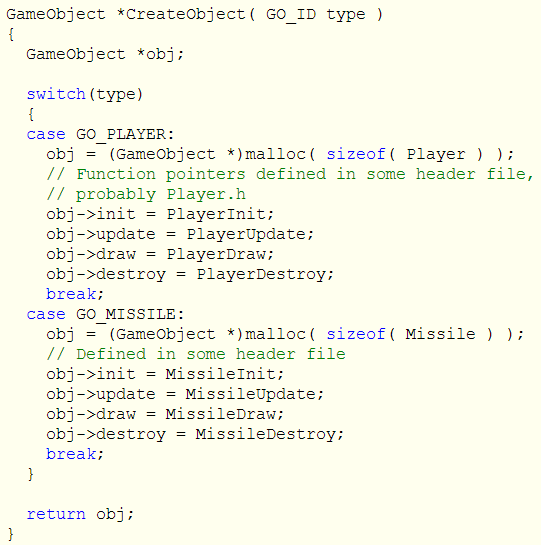 GameObject *CreateObject( GO_ID type )
{
  GameObject *obj;

  switch(type)
  {
  case GO_PLAYER:
    obj = (GameObject *)malloc( sizeof( Player ) );
    // Function pointers defined in some header file,
    // probably Player.h
    obj->init = PlayerInit;
    obj->update = PlayerUpdate;
    obj->draw = PlayerDraw;
    obj->destroy = PlayerDestroy;
    break;
  case GO_MISSILE:
    obj = (GameObject *)malloc( sizeof( Missile ) );
    // Defined in some header file
    obj->init = MissileInit;
    obj->update = MissileUpdate;
    obj->draw = MissileDraw;
    obj->destroy = MissileDestroy;
    break;
  }

  return obj;
}